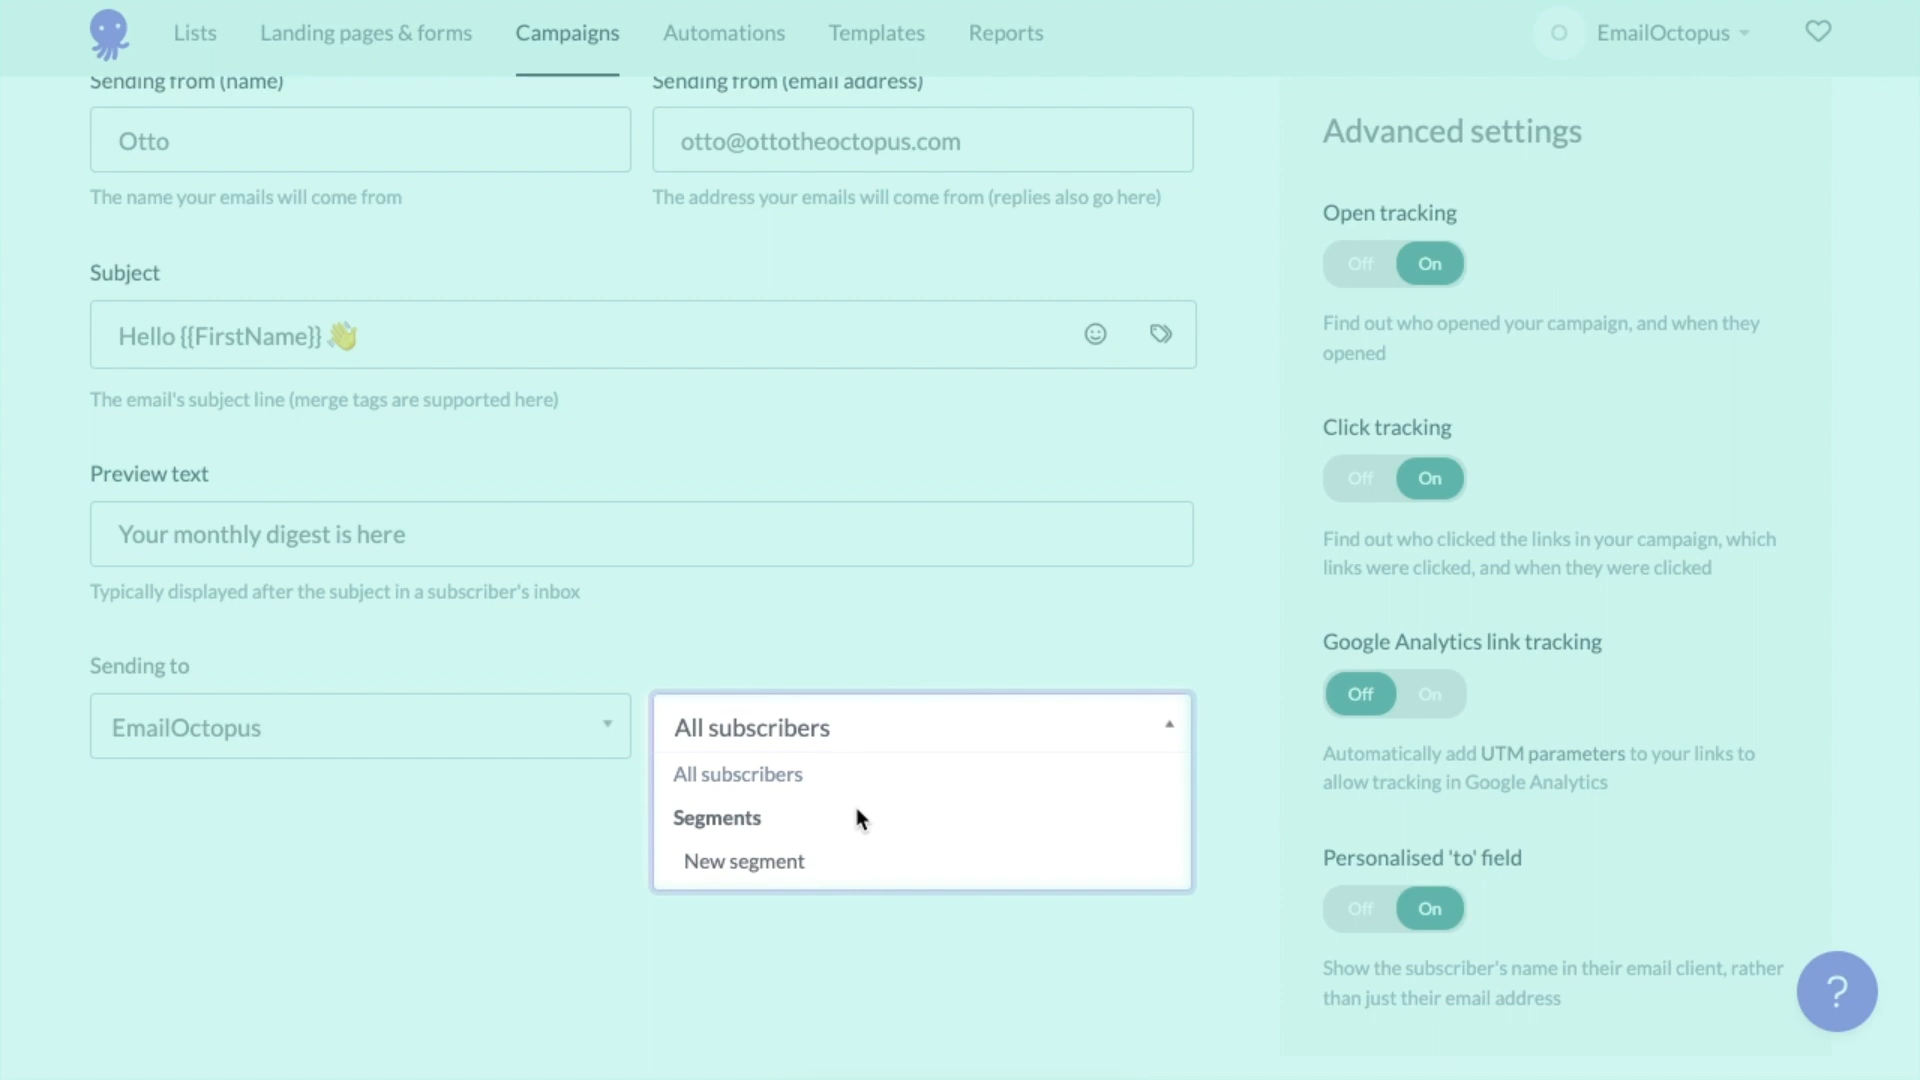 Lists Landing pages & forms Campaigns Automations Templates Reports O EmailOctopus
Sending from (name)
Otto
The name your emails will come from
Sending from (email address)
otto@ottotheoctopus.com
The address your emails will come from (replies also go here)
Subject
Hello {{FirstName}} 👋
The email's subject line (merge tags are supported here)
Preview text
Your monthly digest is here
Typically displayed after the subject in a subscriber's inbox
Sending to
EmailOctopus
All subscribers
All subscribers
Segments
New segment
Advanced settings
Open tracking
Off On
Find out who opened your campaign, and when they
opened
Click tracking
Off On
Find out who clicked the links in your campaign, which
links were clicked, and when they were clicked
Google Analytics link tracking
Off On
Automatically add UTM parameters to your links to
allow tracking in Google Analytics
Personalised 'to' field
Off On
Show the subscriber's name in their email client, rather
than just their email address
?